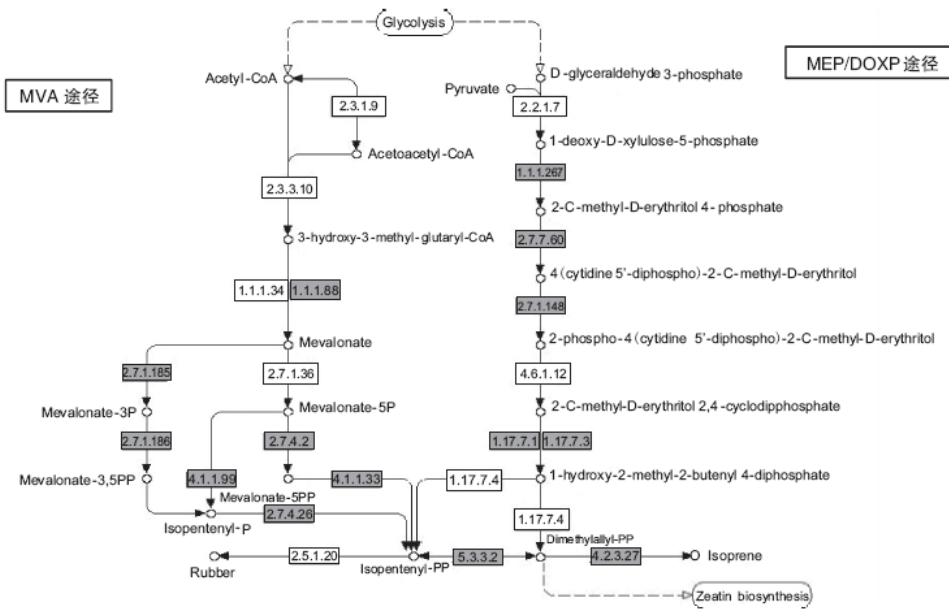 Glycolysis
MVA 途径
MEP/DOXP 途径
Acetyl-CoA
D-glyceraldehyde 3-phosphate
Pyruvate
2.3.1.9
2.2.1.7
Acetoacetyl-CoA
1-deoxy-D-xylulose-5-phosphate
1.1.1.267
2.3.3.10
2-C-methyl-D-erythritol 4-phosphate
3-hydroxy-3-methyl-glutaryl-CoA
2.7.7.60
4(cytidine 5'-diphospho)-2-C-methyl-D-erythritol
1.1.1.34
1.1.1.88
2.7.1.148
Mevalonate
2-phospho-4(cytidine 5'-diphospho)-2-C-methyl-D-erythritol
2.7.1.185
2.7.1.36
4.6.1.12
Mevalonate-3P
Mevalonate-5P
2-C-methyl-D-erythritol 2,4-cyclodipphosphate
2.7.1.186
2.7.4.2
1.17.7.1
1.17.7.3
Mevalonate-3,5PP
4.1.1.99
4.1.1.33
1.17.7.4
1-hydroxy-2-methyl-2-butenyl 4-diphosphate
Mevalonate-5PP
Isopentenyl-P
2.7.4.26
1.17.7.4
Dimethylallyl-PP
Rubber
2.5.1.20
Isopentenyl-PP
5.3.3.2
4.2.3.27
Isoprene
Zeatin biosynthesis